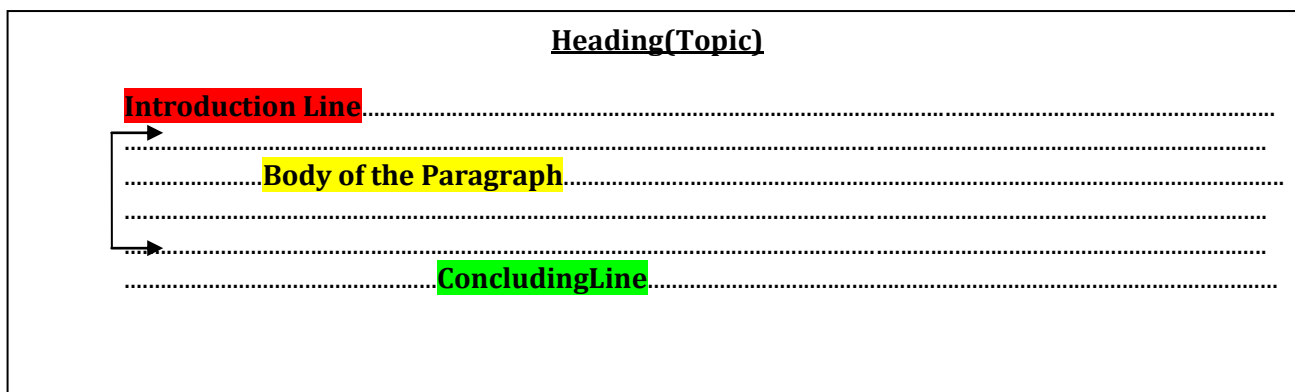 Heading(Topic)
Introduction Line................................................................................................................................................
....................................................................................................................................................................................
......................Body of the Paragraph..................................................................................................................
....................................................................................................................................................................................
....................................................................................................................................................................................
..................................................ConcludingLine....................................................................................................